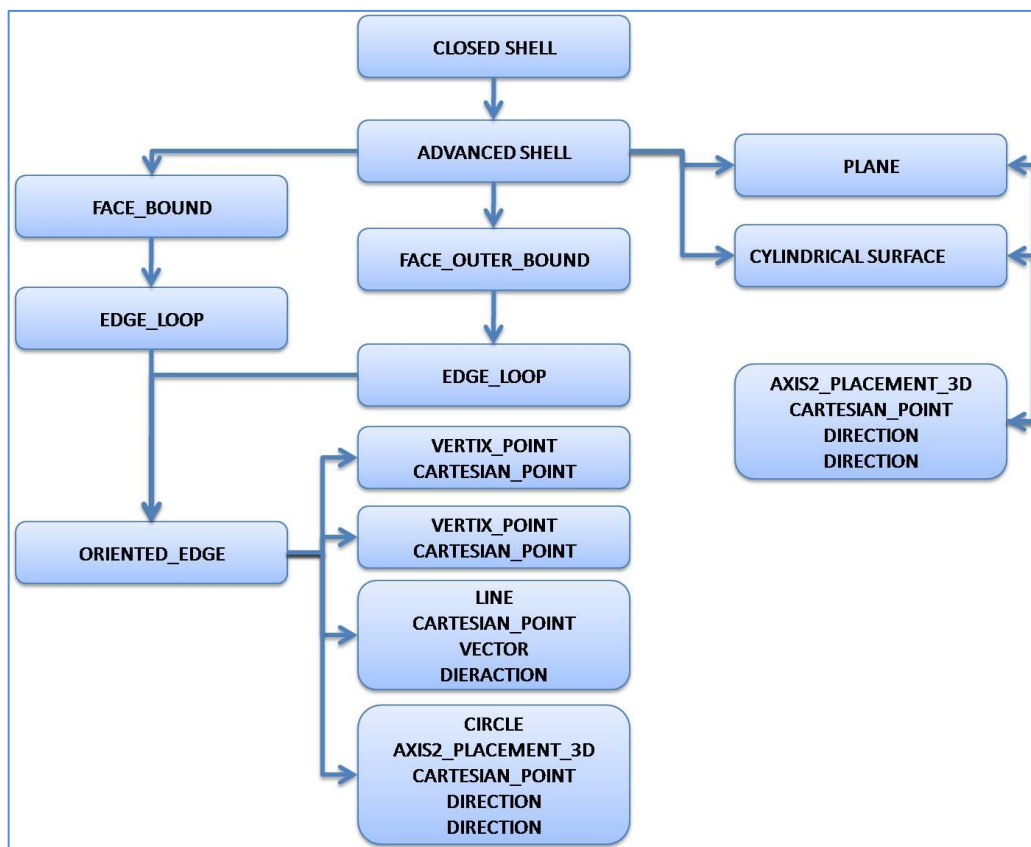 CLOSED SHELL
ADVANCED SHELL
PLANE
FACE_BOUND
FACE_OUTER_BOUND
CYLINDRICAL SURFACE
EDGE_LOOP
EDGE_LOOP
AXIS2_PLACEMENT_3D
CARTESIAN_POINT
DIRECTION
DIRECTION
VERTIX_POINT
CARTESIAN_POINT
ORIENTED_EDGE
VERTIX_POINT
CARTESIAN_POINT
LINE
CARTESIAN_POINT
VECTOR
DIERACTION
CIRCLE
AXIS2_PLACEMENT_3D
CARTESIAN_POINT
DIRECTION
DIRECTION